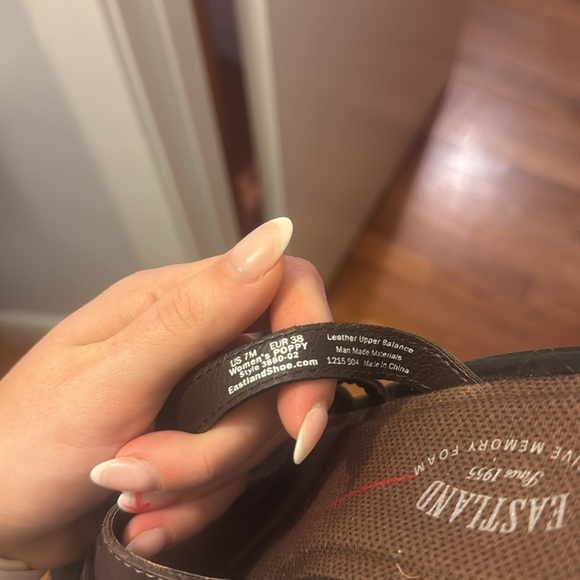 US 7M EUR 38
Women's POPPY
Style 3860-02
EastlandShoe.com
Leather Upper Balance
Man Made Materials
1215 504 Made in China
EASTLAND
Since 1955
MEMORY FOAM